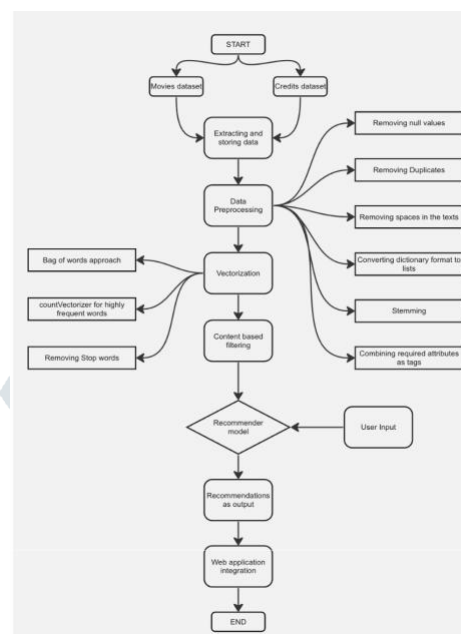 START
Movies dataset
Credits dataset
Extracting and
storing data
Removing null values
Removing Duplicates
Data
Preprocessing
Removing spaces in the texts
Bag of words approach
Vectorization
Converting dictionary format to
lists
countVectorizer for highly
frequent words
Stemming
Content based
filtering
Removing Stop words
Combining required attributes
as tags
Recommender
model
User Input
Recommendations
as output
Web application
integration
END